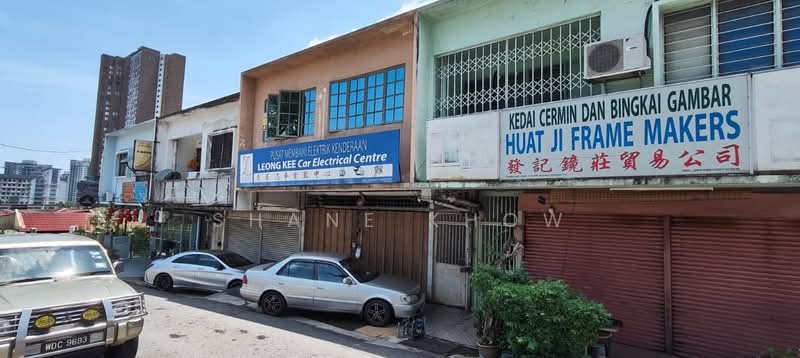 PUSAT MEMBAIKI ELEKTRIK KENDERAAN
LEONG KEE Car Electrical Centre
KEDAI CERMIN DAN BINGKAI GAMBAR
HUAT JI FRAME MAKERS
發記鏡莊貿易公司
SHANE KHOW
WDC 9693